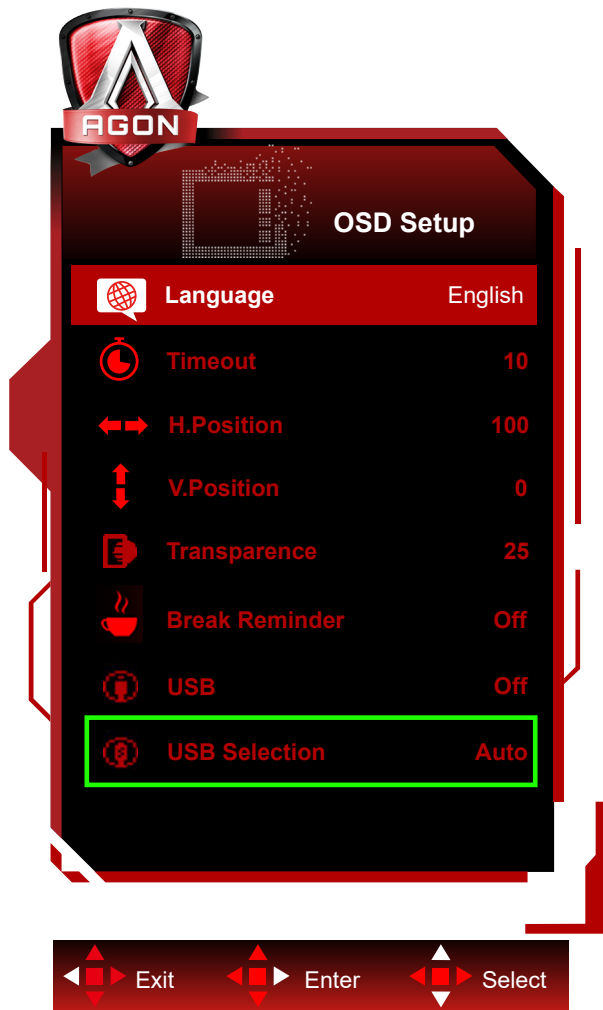 AGON
OSD Setup
Language English
Timeout 10
H.Position 100
V.Position 0
Transparence 25
Break Reminder Off
USB Off
USB Selection Auto
Exit Enter Select